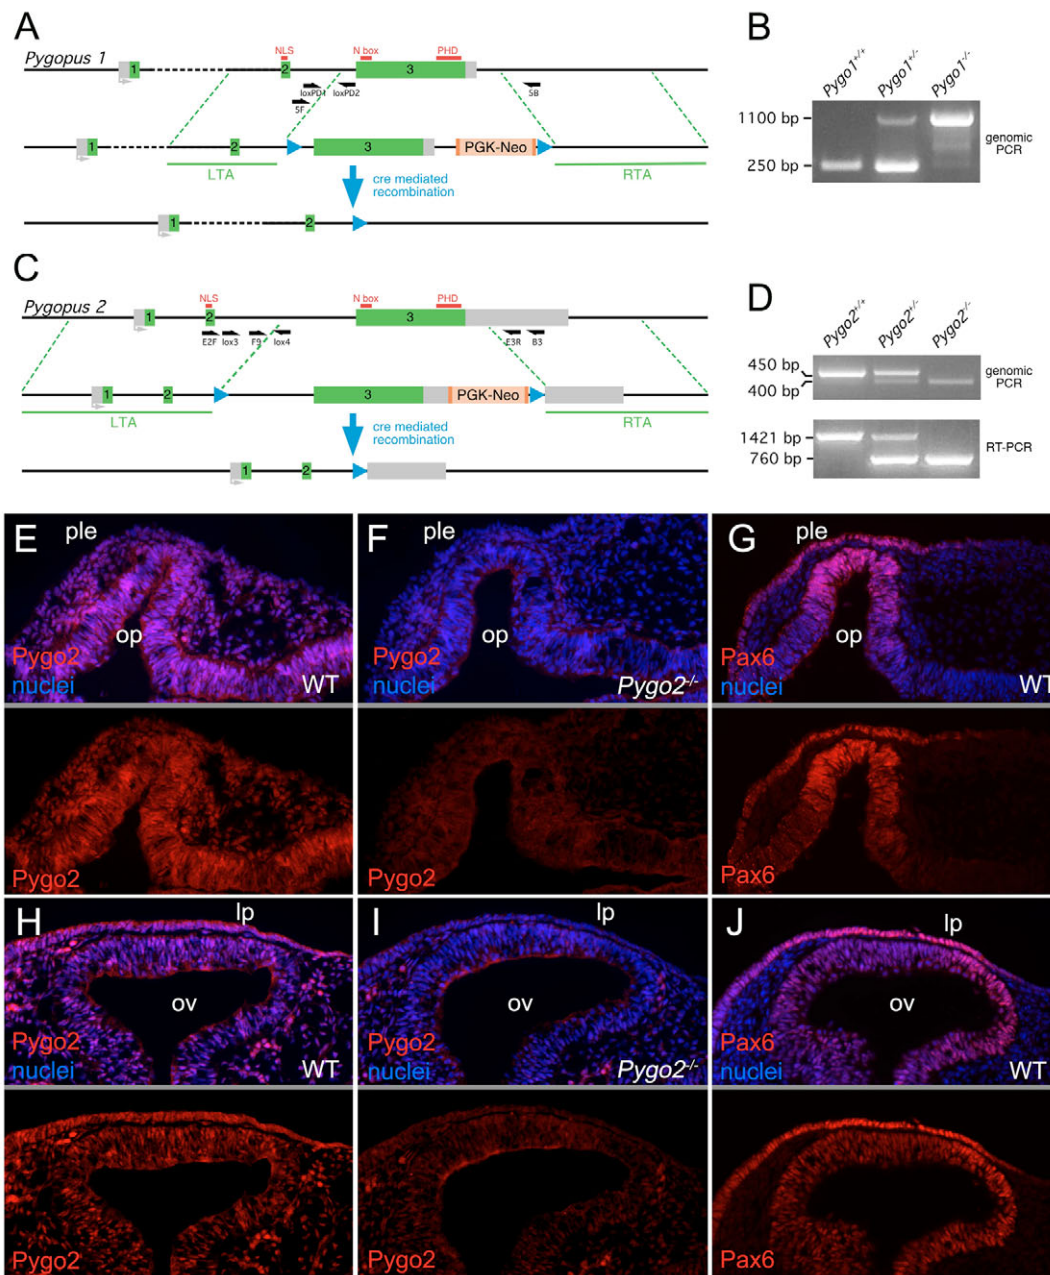 A
Pygopus 1
NLS
N box
PHD
1
2
3
loxPD1
loxPD2
5F
5B
1
2
3
PGK-Neo
LTA
RTA
cre mediated
recombination
1
2
B
Pygo1+/+
Pygo1+/-
Pygo1-/-
1100 bp
250 bp
genomic
PCR
C
Pygopus 2
NLS
N box
PHD
1
2
3
E2F
lox3
F9
lox4
E3R
B3
1
2
3
PGK-Neo
LTA
RTA
cre mediated
recombination
1
2
D
Pygo2+/+
Pygo2+/-
Pygo2-/-
450 bp
400 bp
genomic
PCR
1421 bp
760 bp
RT-PCR
E
ple
op
Pygo2
nuclei
WT
Pygo2
F
ple
op
Pygo2
nuclei
Pygo2-/-
Pygo2
G
ple
op
Pax6
nuclei
WT
Pax6
H
lp
ov
Pygo2
nuclei
WT
Pygo2
I
lp
ov
Pygo2
nuclei
Pygo2-/-
Pygo2
J
lp
ov
Pax6
nuclei
WT
Pax6